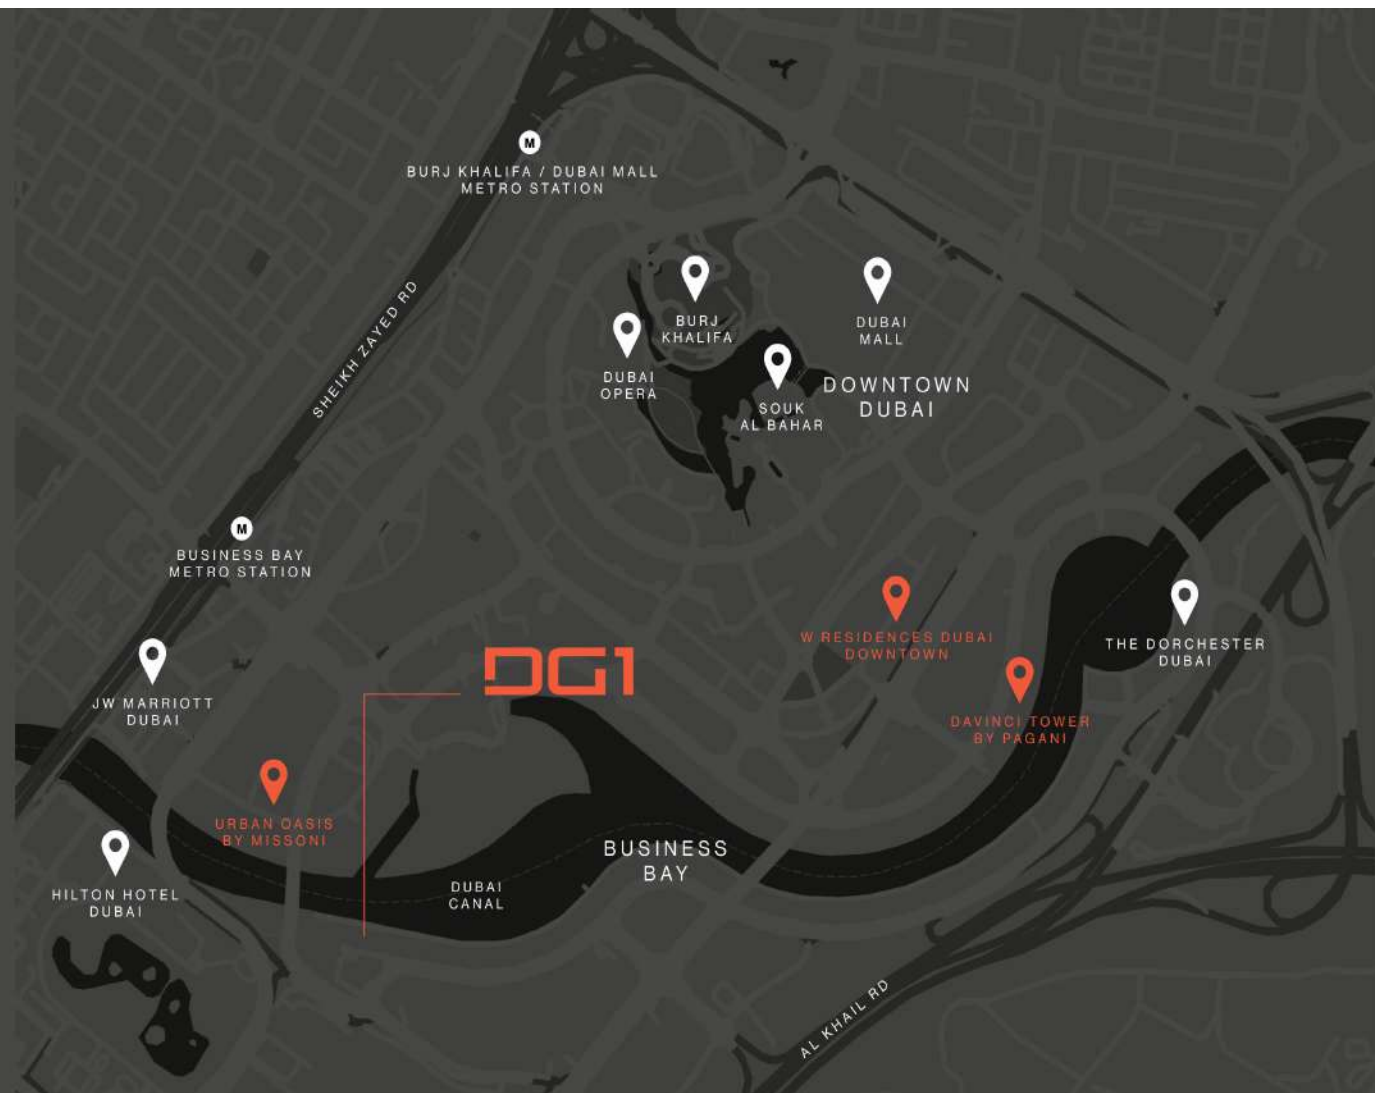 M
BURJ KHALIFA / DUBAI MALL
METRO STATION
SHEIKH ZAYED RD
BURJ
KHALIFA
DUBAI
MALL
DUBAI
OPERA
SOUK
AL BAHAR
DOWNTOWN
DUBAI
M
BUSINESS BAY
METRO STATION
W RESIDENCES DUBAI
DOWNTOWN
THE DORCHESTER
DUBAI
DG1
JW MARRIOTT
DUBAI
DAVINCI TOWER
BY PAGANI
URBAN OASIS
BY MISSONI
BUSINESS
BAY
HILTON HOTEL
DUBAI
DUBAI
CANAL
AL KHAIL RD